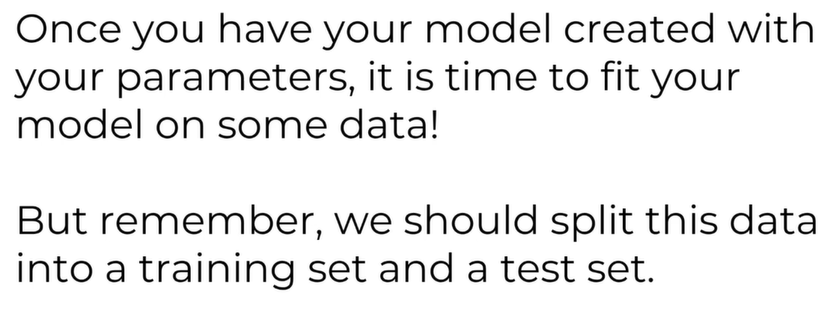 Once you have your model created with
your parameters, it is time to fit your
model on some data!
But remember, we should split this data
into a training set and a test set.